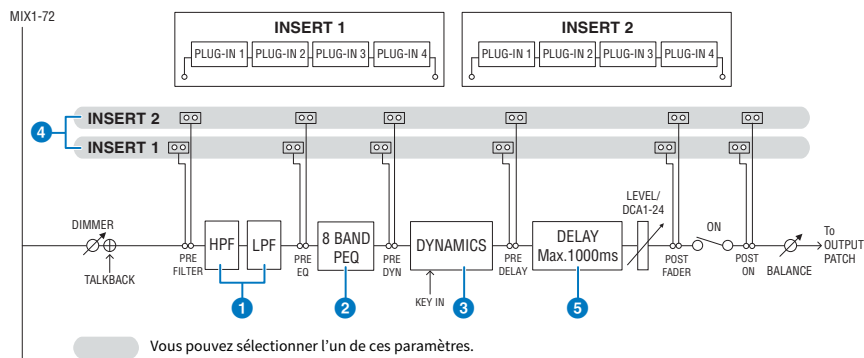 MIX1-72
INSERT 1
PLUG-IN 1 PLUG-IN 2 PLUG-IN 3 PLUG-IN 4
INSERT 2
PLUG-IN 1 PLUG-IN 2 PLUG-IN 3 PLUG-IN 4
4
INSERT 2
INSERT 1
DIMMER
TALKBACK
PRE
FILTER
HPF
LPF
1
PRE
EQ
8 BAND
PEQ
2
PRE
DYN
DYNAMICS
KEY IN
3
PRE
DELAY
DELAY
Max.1000ms
5
LEVEL/
DCA1-24
POST
FADER
ON
POST
ON
BALANCE
To
OUTPUT
PATCH
Vous pouvez sélectionner l'un de ces paramètres.